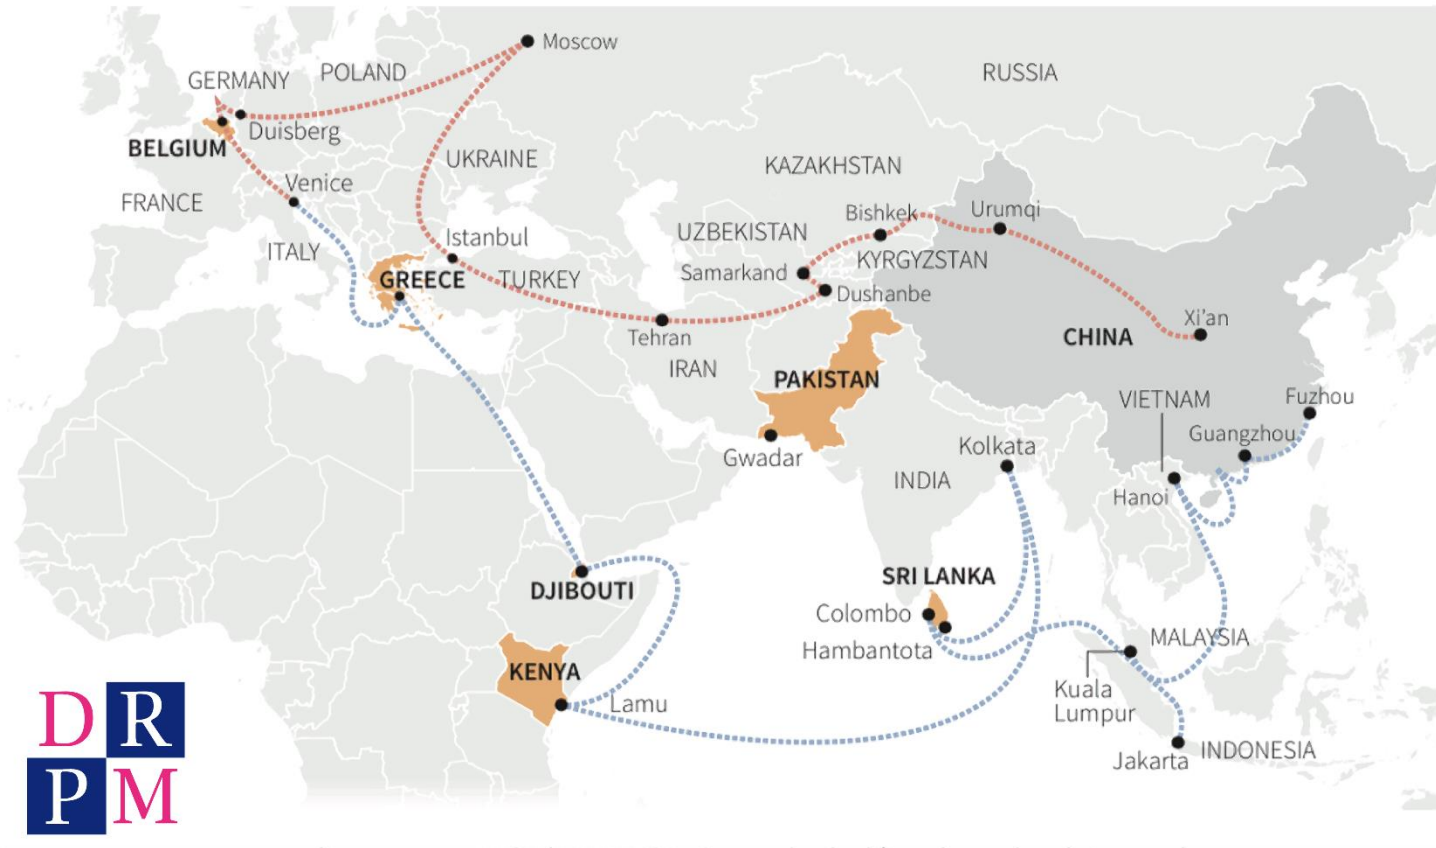 Moscow
RUSSIA
GERMANY
POLAND
Duisberg
BELGIUM
UKRAINE
KAZAKHSTAN
Venice
FRANCE
Bishkek
Urumqi
Istanbul
UZBEKISTAN
ITALY
KYRGYZSTAN
Samarkand
GREECE
TURKEY
Dushanbe
Xi'an
Tehran
CHINA
IRAN
PAKISTAN
VIETNAM
Fuzhou
Guangzhou
Kolkata
Gwadar
INDIA
Hanoi
SRI LANKA
DJIBOUTI
Colombo
MALAYSIA
Hambantota
KENYA
Kuala
Lumpur
Lamu
Jakarta
INDONESIA
D R
P M